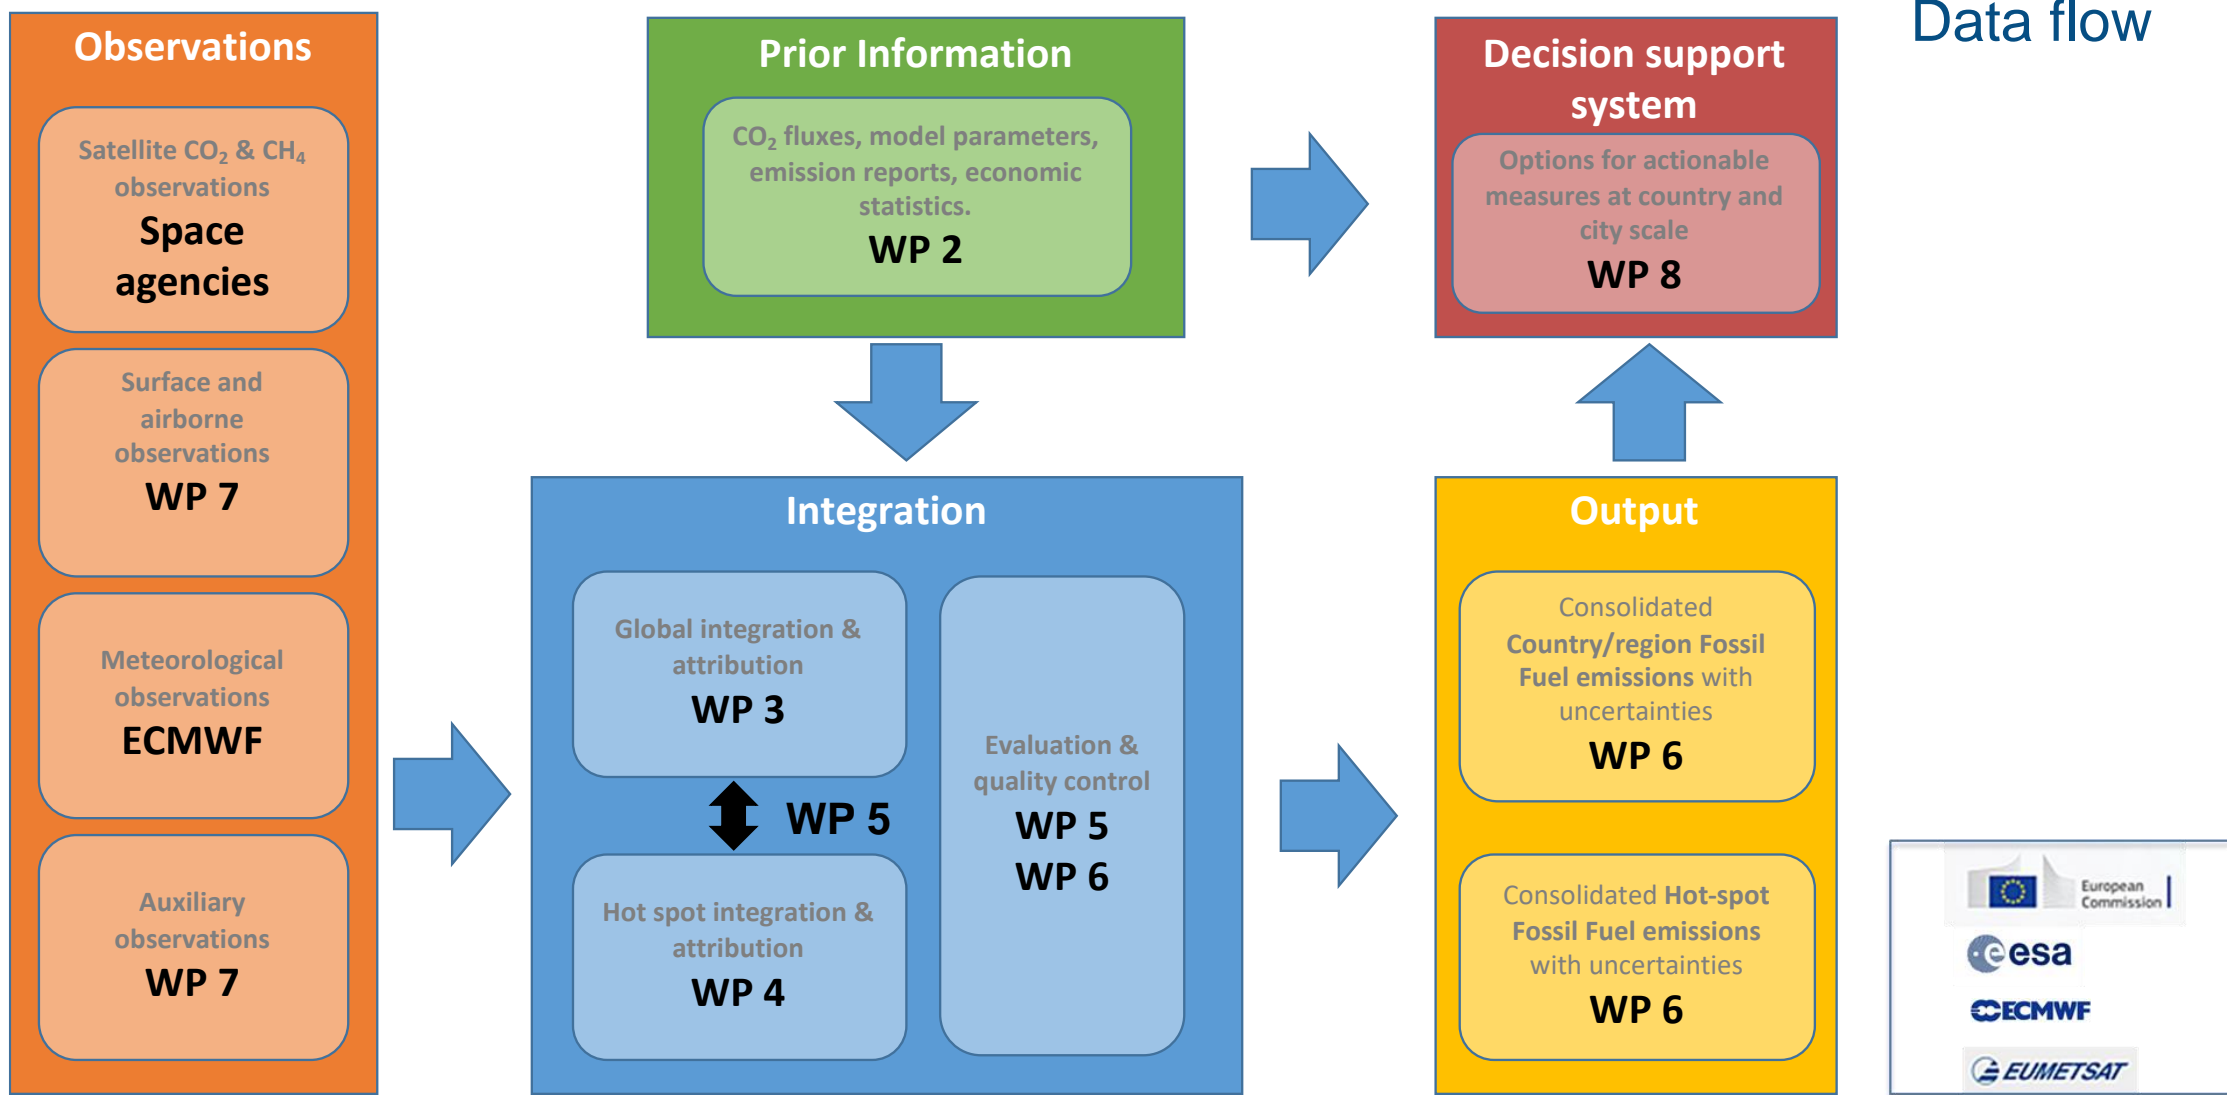 Data flow
Observations
Satellite CO₂ & CH₄
observations
Space
agencies
Surface and
airborne
observations
WP 7
Meteorological
observations
ECMWF
Auxiliary
observations
WP 7
Prior Information
CO₂ fluxes, model parameters,
emission reports, economic
statistics.
WP 2
Decision support
system
Options for actionable
measures at country and
city scale
WP 8
Integration
Global integration &
attribution
WP 3
WP 5
Hot spot integration &
attribution
WP 4
Evaluation &
quality control
WP 5
WP 6
Output
Consolidated
Country/region Fossil
Fuel emissions with
uncertainties
WP 6
Consolidated Hot-spot
Fossil Fuel emissions
with uncertainties
WP 6
European
Commission
esa
ECMWF
EUMETSAT